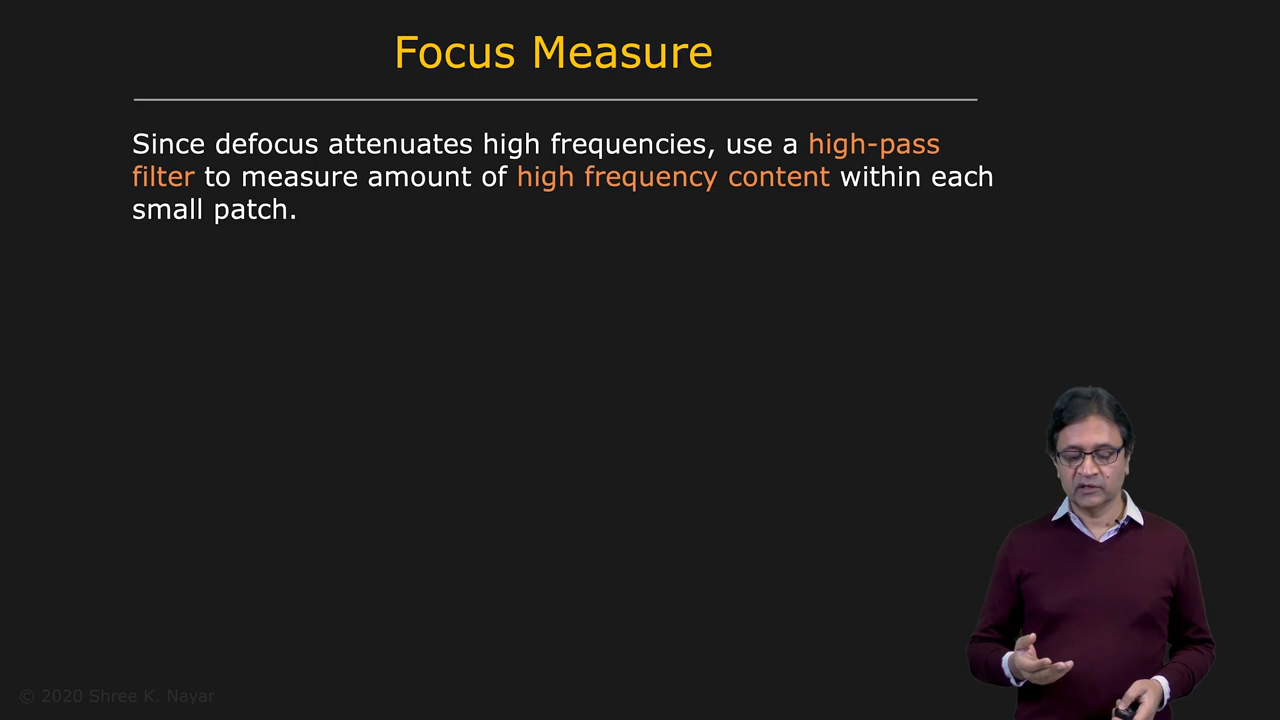 Focus Measure
Since defocus attenuates high frequencies, use a high-pass
filter to measure amount of high frequency content within each
small patch.
© 2020 Shree K. Nayar